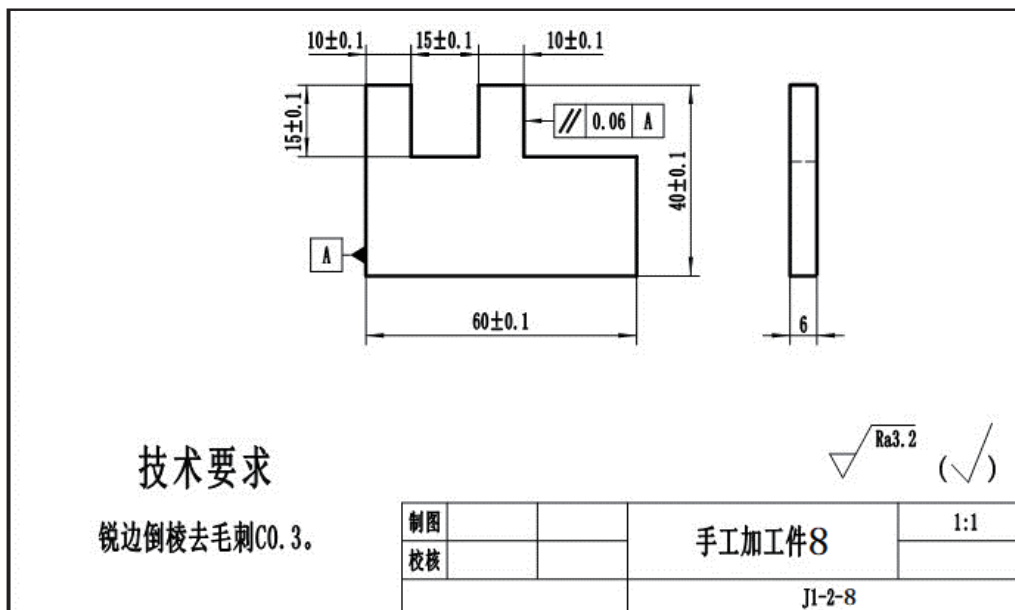 10±0.1 15±0.1 10±0.1
15±0.1
// 0.06 A
40±0.1
A
60±0.1
6
技术要求
锐边倒棱去毛刺C0.3。
Ra3.2
(√)
制图
校核
手工加工件8
1:1
J1-2-8